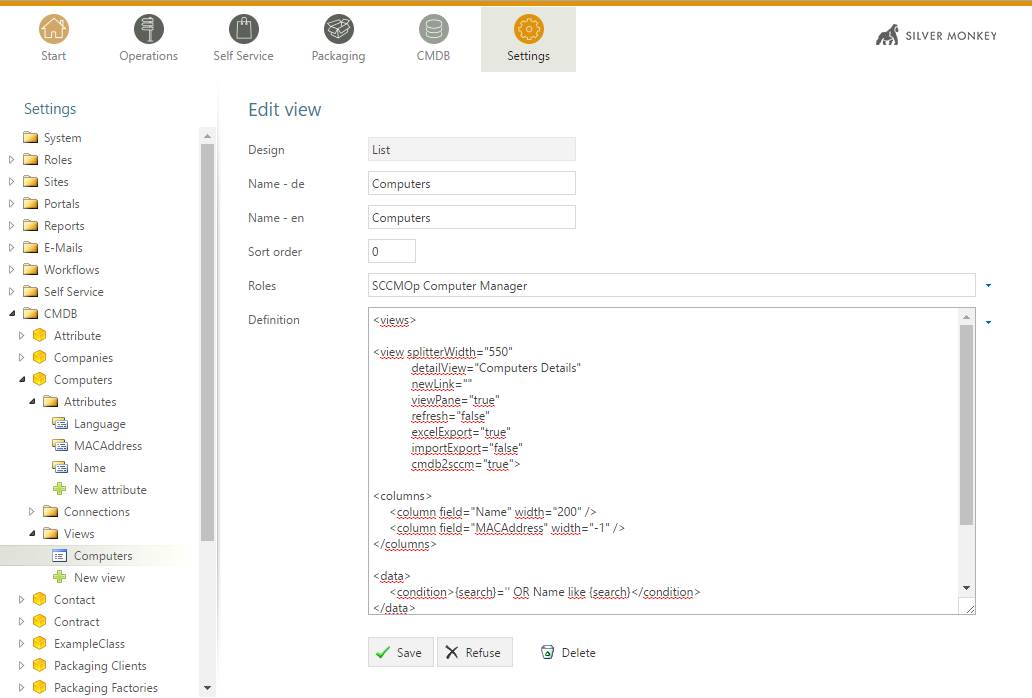 Start
Operations
Self Service
Packaging
CMDB
Settings
SILVER MONKEY
Settings
System
Roles
Sites
Portals
Reports
E-Mails
Workflows
Self Service
CMDB
Attribute
Companies
Computers
Attributes
Language
MACAddress
Name
New attribute
Connections
Views
Computers
New view
Contact
Contract
ExampleClass
Packaging Clients
Packaging Factories
Edit view
Design
List
Name - de
Computers
Name - en
Computers
Sort order
0
Roles
SCCMOp Computer Manager
Definition
<views>
<view splitterWidth="550"
detailView="Computers Details"
newLink=""
viewPane="true"
refresh="false"
excelExport="true"
importExport="false"
cmdb2sccm="true">
<columns>
<column field="Name" width="200" />
<column field="MACAddress" width="-1" />
</columns>
<data>
<condition>{search}='' OR Name like {search}</condition>
</data>
Save
Refuse
Delete